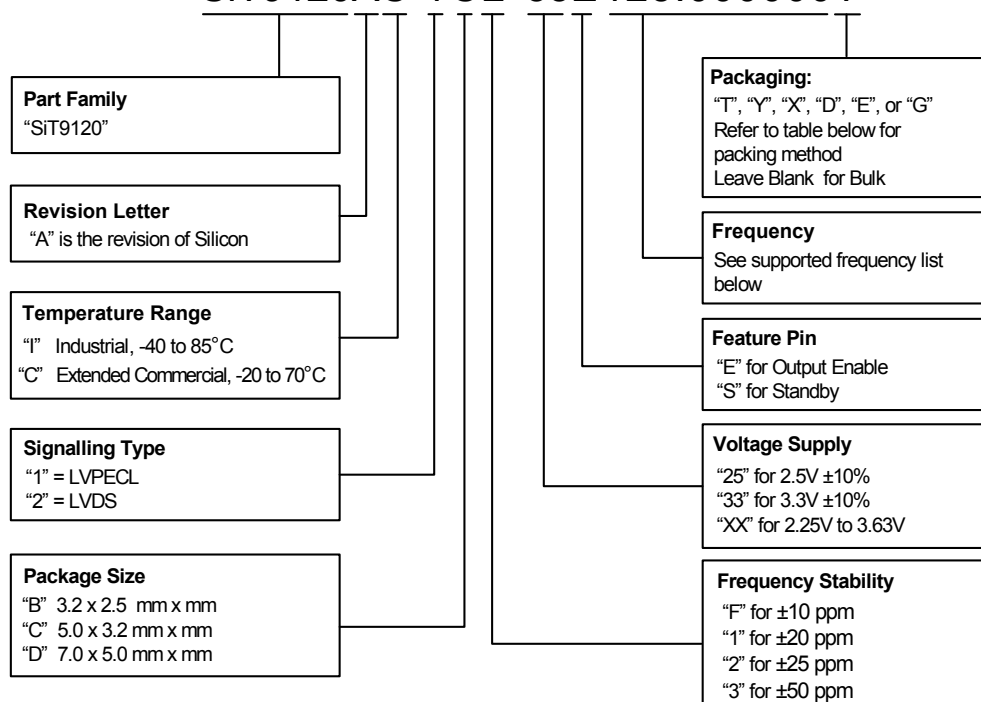 Part Family
“SiT9120”
Revision Letter
“A” is the revision of Silicon
Temperature Range
“I” Industrial, -40 to 85°C
“C” Extended Commercial, -20 to 70°C
Signalling Type
“1” = LVPECL
“2” = LVDS
Package Size
“B” 3.2 x 2.5 mm x mm
“C” 5.0 x 3.2 mm x mm
“D” 7.0 x 5.0 mm x mm
Packaging:
“T”, “Y”, “X”, “D”, “E”, or “G”
Refer to table below for
packing method
Leave Blank for Bulk
Frequency
See supported frequency list
below
Feature Pin
“E” for Output Enable
“S” for Standby
Voltage Supply
“25” for 2.5V ±10%
“33” for 3.3V ±10%
“XX” for 2.25V to 3.63V
Frequency Stability
“F” for ±10 ppm
“1” for ±20 ppm
“2” for ±25 ppm
“3” for ±50 ppm